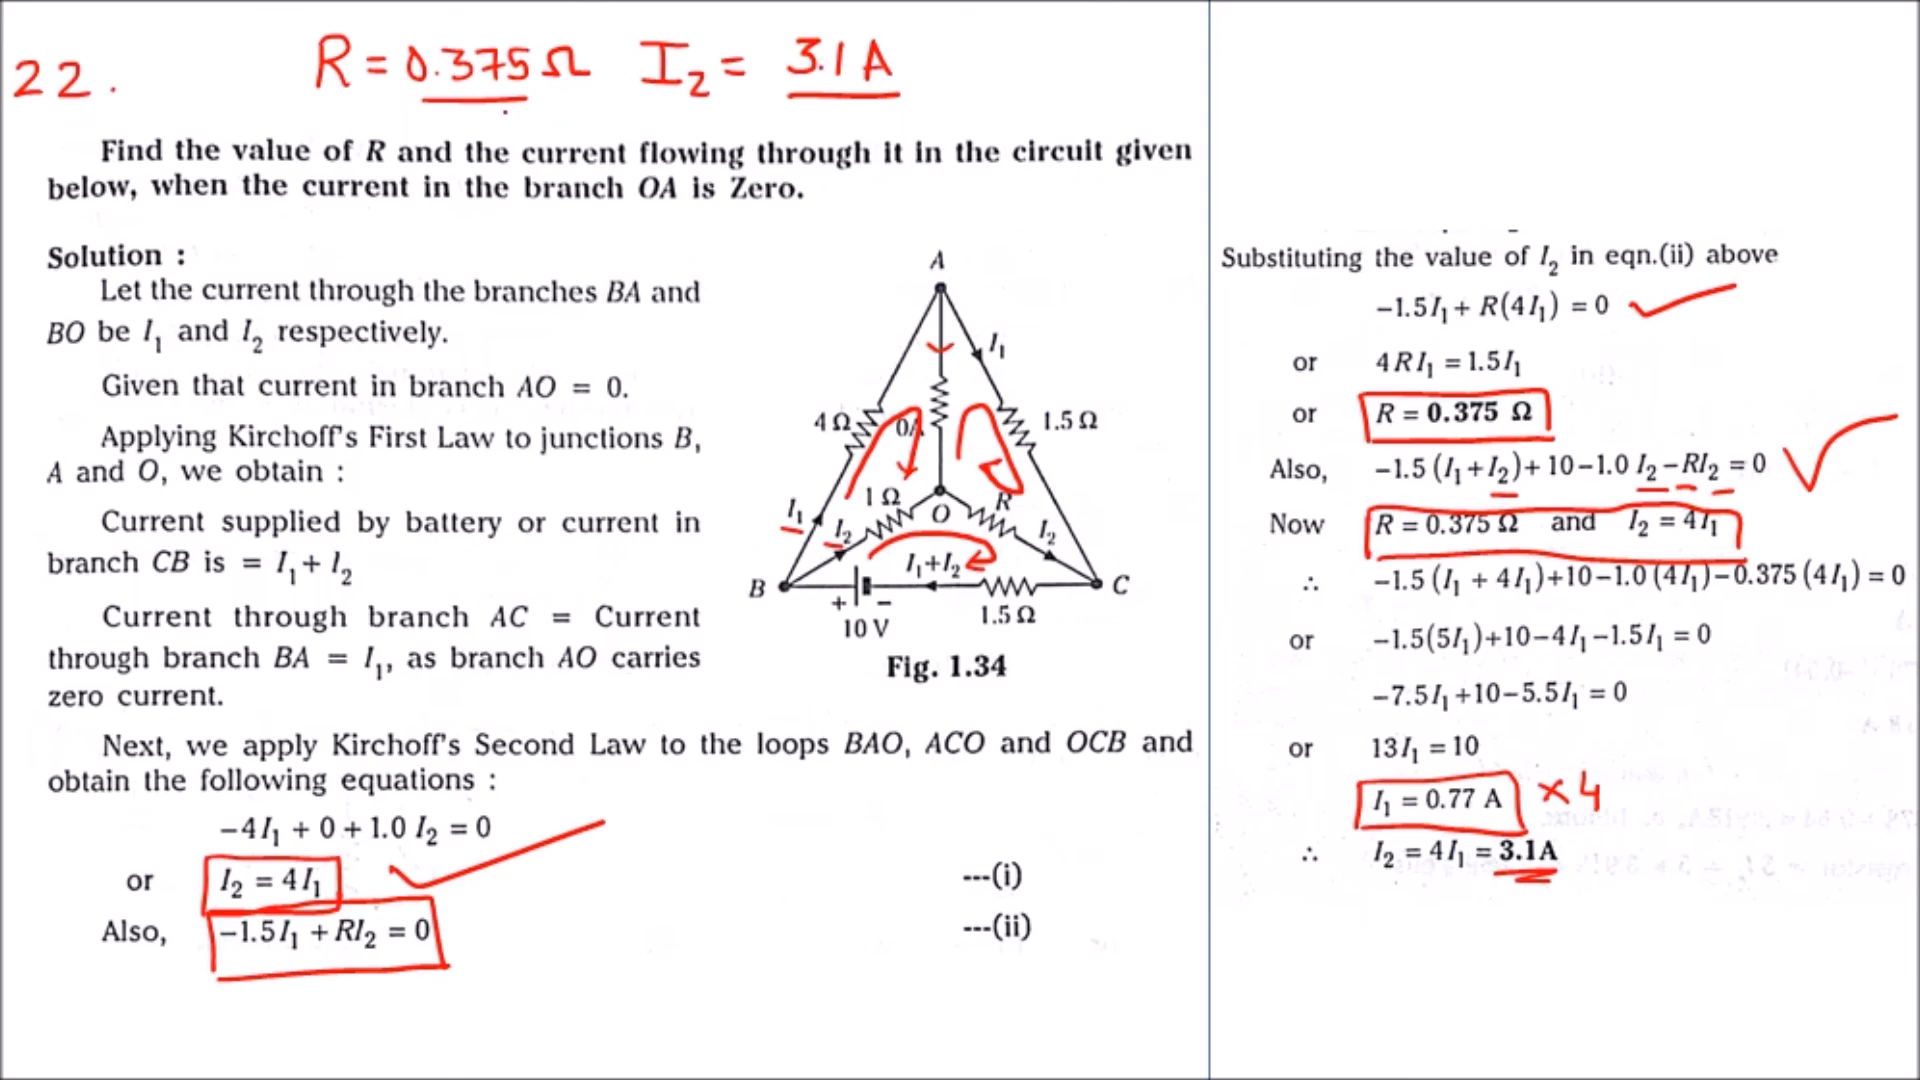 22.
R = 0.375 Ω I₂ = 3.1 A
Find the value of R and the current flowing through it in the circuit given
below, when the current in the branch OA is Zero.
Solution :
Let the current through the branches BA and
BO be I₁ and I₂ respectively.
Given that current in branch AO = 0.
Applying Kirchoff's First Law to junctions B,
A and O, we obtain :
Current supplied by battery or current in
branch CB is = I₁ + I₂
Current through branch AC = Current
through branch BA = I₁, as branch AO carries
zero current.
A
I₁
4 Ω
0A
1.5 Ω
1 Ω
R
I₁
I₂
O
I₂
I₁+I₂
B
C
+ −
10 V
1.5 Ω
Fig. 1.34
Next, we apply Kirchoff's Second Law to the loops BAO, ACO and OCB and
obtain the following equations :
−4I₁ + 0 + 1.0 I₂ = 0
or I₂ = 4I₁ ---(i)
Also, −1.5I₁ + RI₂ = 0 ---(ii)
Substituting the value of I₂ in eqn.(ii) above
−1.5I₁ + R(4I₁) = 0
or 4RI₁ = 1.5I₁
or R = 0.375 Ω
Also, −1.5 (I₁+I₂)+10−1.0 I₂−RI₂ = 0
Now R = 0.375 Ω and I₂ = 4I₁
∴ −1.5 (I₁ + 4I₁)+10−1.0 (4I₁)−0.375 (4I₁) = 0
or −1.5(5I₁)+10−4I₁−1.5I₁ = 0
−7.5I₁+10−5.5I₁ = 0
or 13I₁ = 10
I₁ = 0.77 A ×4
∴ I₂ = 4I₁ = 3.1A